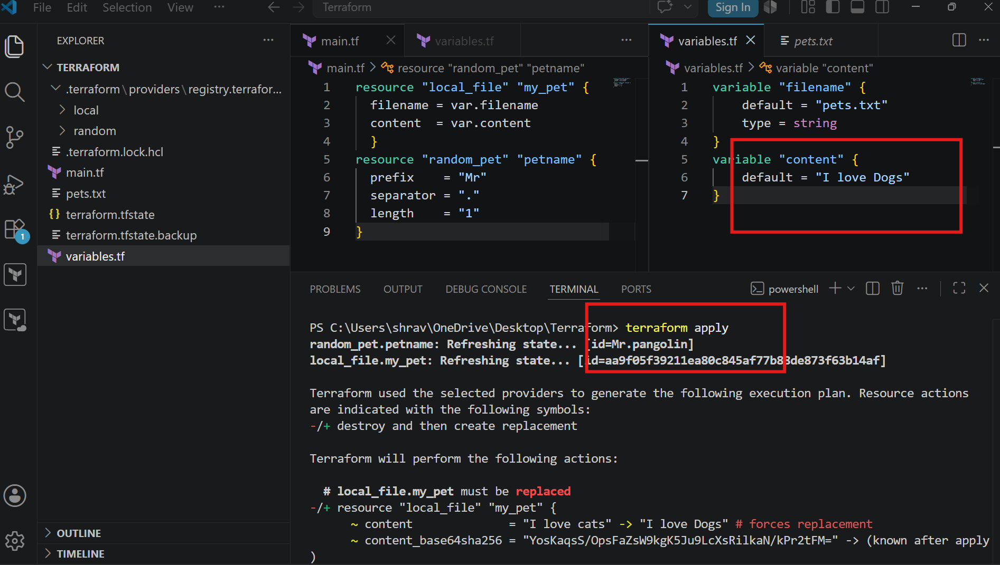 File Edit Selection View ··· Terraform Sign In
EXPLORER ···
TERRAFORM
.terraform\providers\registry.terrafor...
local
random
.terraform.lock.hcl
main.tf
pets.txt
{} terraform.tfstate
terraform.tfstate.backup
variables.tf
1
OUTLINE
TIMELINE
main.tf variables.tf ···
main.tf > resource "random_pet" "petname"
1 resource "local_file" "my_pet" {
2 filename = var.filename
3 content = var.content
4 }
5 resource "random_pet" "petname" {
6 prefix = "Mr"
7 separator = "."
8 length = "1"
9 }
variables.tf pets.txt ···
variables.tf > variable "content"
1 variable "filename" {
2 default = "pets.txt"
3 type = string
4 }
5 variable "content" {
6 default = "I love Dogs"
7 }
PROBLEMS OUTPUT DEBUG CONSOLE TERMINAL PORTS powershell ···
PS C:\Users\shrav\OneDrive\Desktop\Terraform> terraform apply
random_pet.petname: Refreshing state... [id=Mr.pangolin]
local_file.my_pet: Refreshing state... [id=aa9f05f39211ea80c845af77b88de873f63b14af]
Terraform used the selected providers to generate the following execution plan. Resource actions
are indicated with the following symbols:
-/+ destroy and then create replacement
Terraform will perform the following actions:
# local_file.my_pet must be replaced
-/+ resource "local_file" "my_pet" {
~ content = "I love cats" -> "I love Dogs" # forces replacement
~ content_base64sha256 = "YosKaqsS/OpsFaZsW9kgK5Ju9LcXsRilkaN/kPr2tFM=" -> (known after apply
)